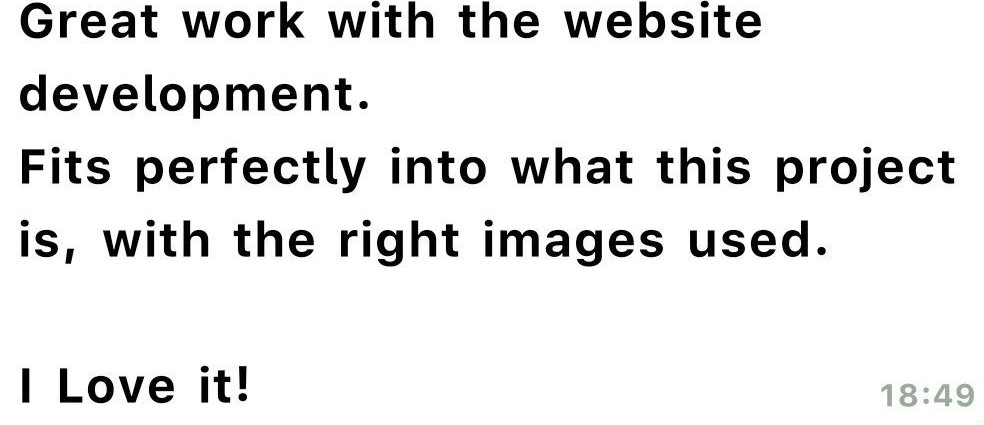 Great work with the website
development.
Fits perfectly into what this project
is, with the right images used.
I Love it!
18:49